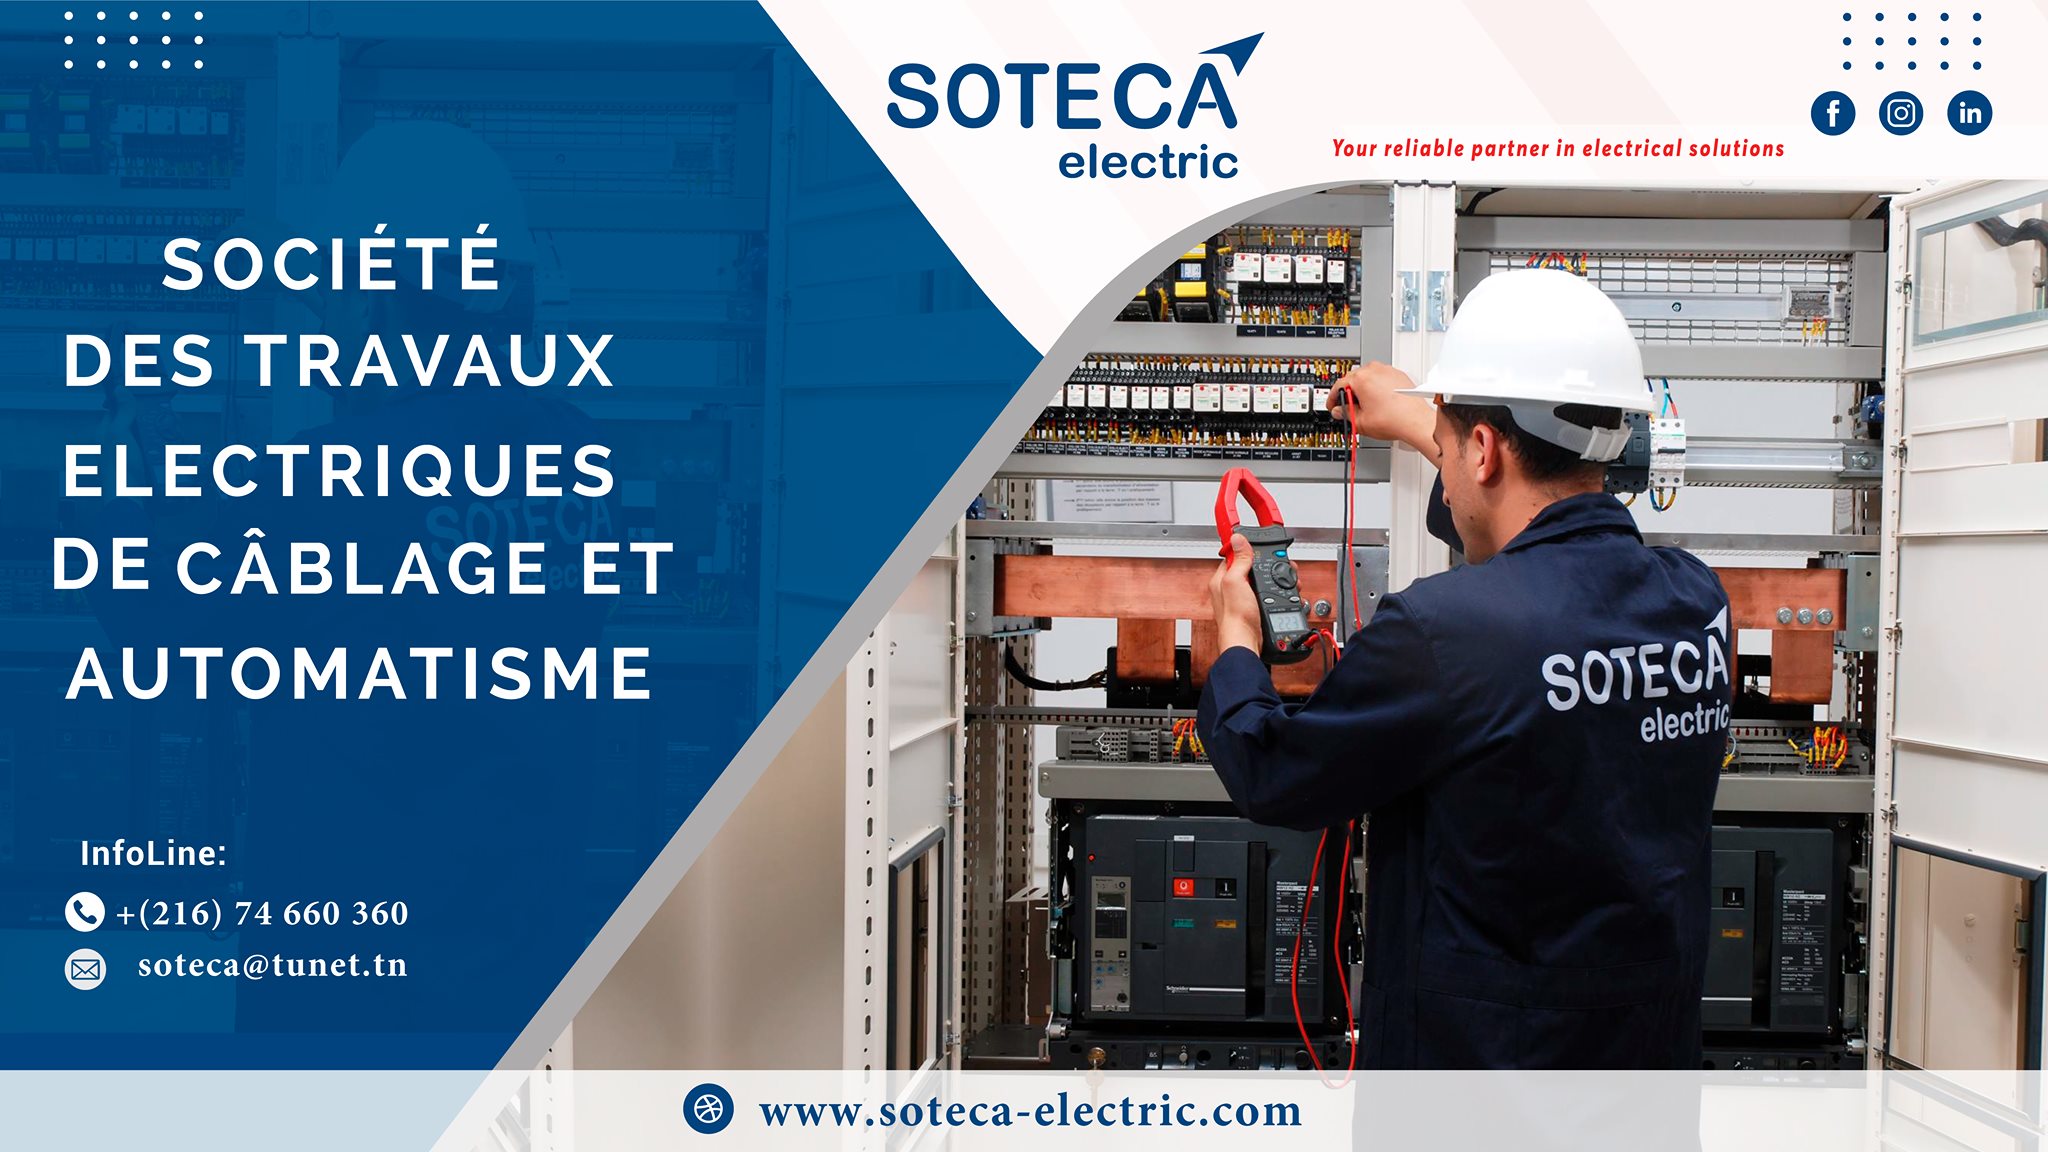 SOTECA
electric
Your reliable partner in electrical solutions
SOCIÉTÉ
DES TRAVAUX
ELECTRIQUES
DE CÂBLAGE ET
AUTOMATISME
InfoLine:
+(216) 74 660 360
soteca@tunet.tn
SOTECA
electric
Schneider
www.soteca-electric.com